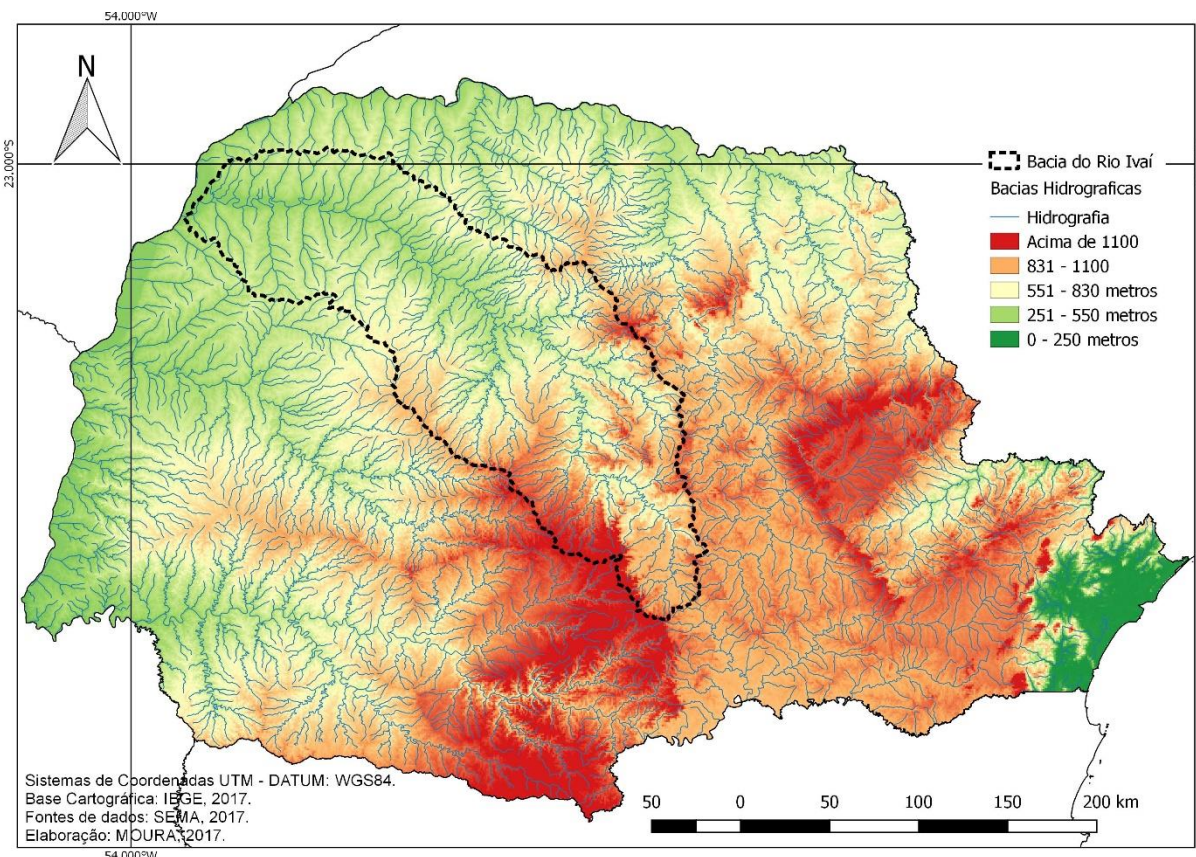 54.000°W
N
23.000°S
Bacia do Rio Ivaí
Bacias Hidrograficas
Hidrografia
Acima de 1100
831 - 1100
551 - 830 metros
251 - 550 metros
0 - 250 metros
Sistemas de Coordenadas UTM - DATUM: WGS84.
Base Cartográfica: IBGE, 2017.
Fontes de dados: SEMA, 2017.
Elaboração: MOURA, 2017.
50 0 50 100 150 200 km
54.000°W